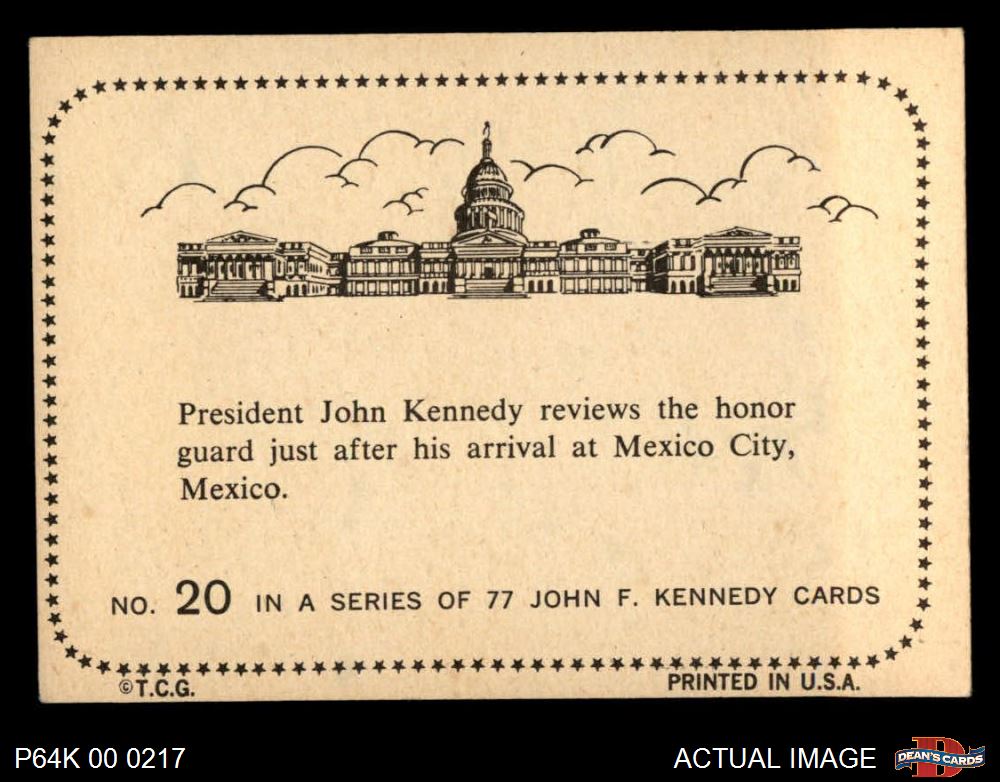 President John Kennedy reviews the honor
guard just after his arrival at Mexico City,
Mexico.
NO. 20 IN A SERIES OF 77 JOHN F. KENNEDY CARDS
©T.C.G.
PRINTED IN U.S.A.
P64K 00 0217
ACTUAL IMAGE
D
DEAN'S CARDS